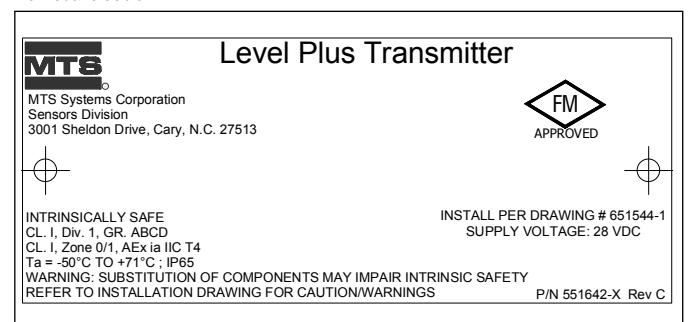 MTS
Level Plus Transmitter
MTS Systems Corporation
Sensors Division
3001 Sheldon Drive, Cary, N.C. 27513
FM
APPROVED
INTRINSICALLY SAFE
CL. I, Div. 1, GR. ABCD
CL. I, Zone 0/1, AEx ia IIC T4
Ta = -50°C TO +71°C ; IP65
INSTALL PER DRAWING # 651544-1
SUPPLY VOLTAGE: 28 VDC
WARNING: SUBSTITUTION OF COMPONENTS MAY IMPAIR INTRINSIC SAFETY
REFER TO INSTALLATION DRAWING FOR CAUTION/WARNINGS
P/N 551642-X Rev C